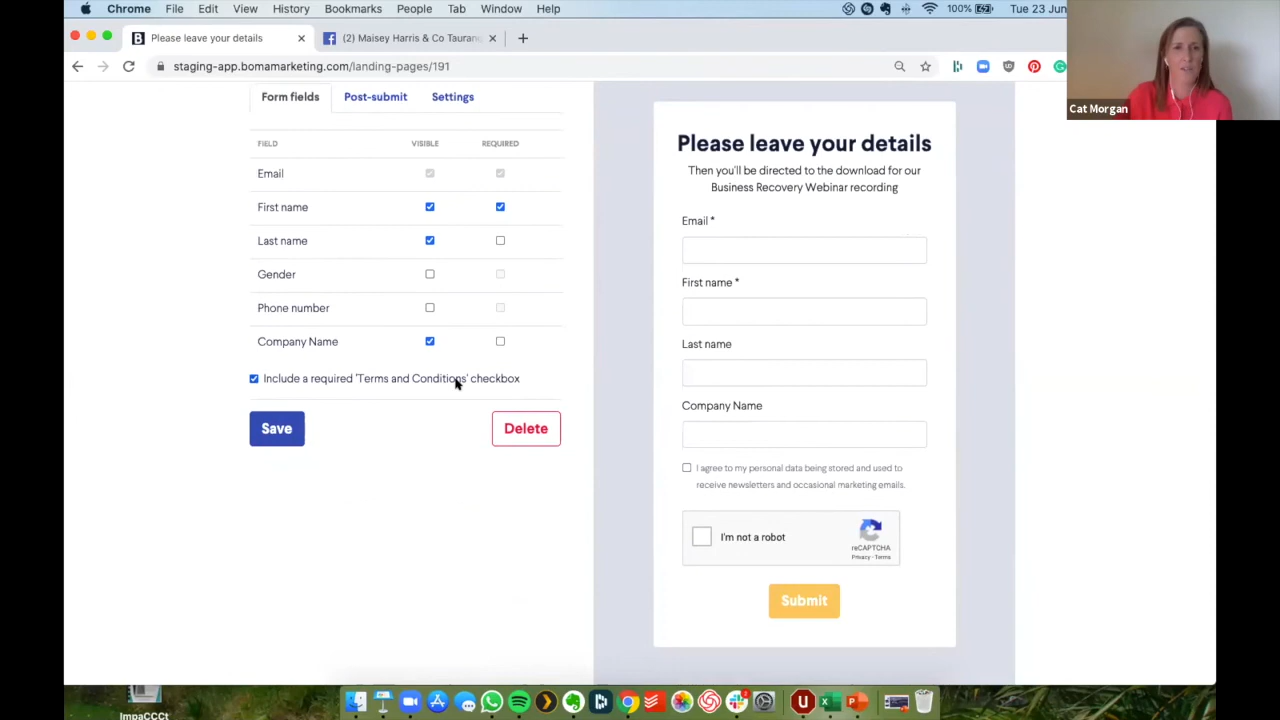 Chrome File Edit View History Bookmarks People Tab Window Help 100% Tue 23 Jun
Please leave your details (2) Maisey Harris & Co Tauran
staging-app.bomamarketing.com/landing-pages/191
Cat Morgan
Form fields Post-submit Settings
FIELD VISIBLE REQUIRED
Email
First name
Last name
Gender
Phone number
Company Name
Include a required 'Terms and Conditions' checkbox
Save Delete
Please leave your details
Then you'll be directed to the download for our
Business Recovery Webinar recording
Email *
First name *
Last name
Company Name
I agree to my personal data being stored and used to
receive newsletters and occasional marketing emails.
I'm not a robot
reCAPTCHA
Privacy - Terms
Submit
ImpaCCCt